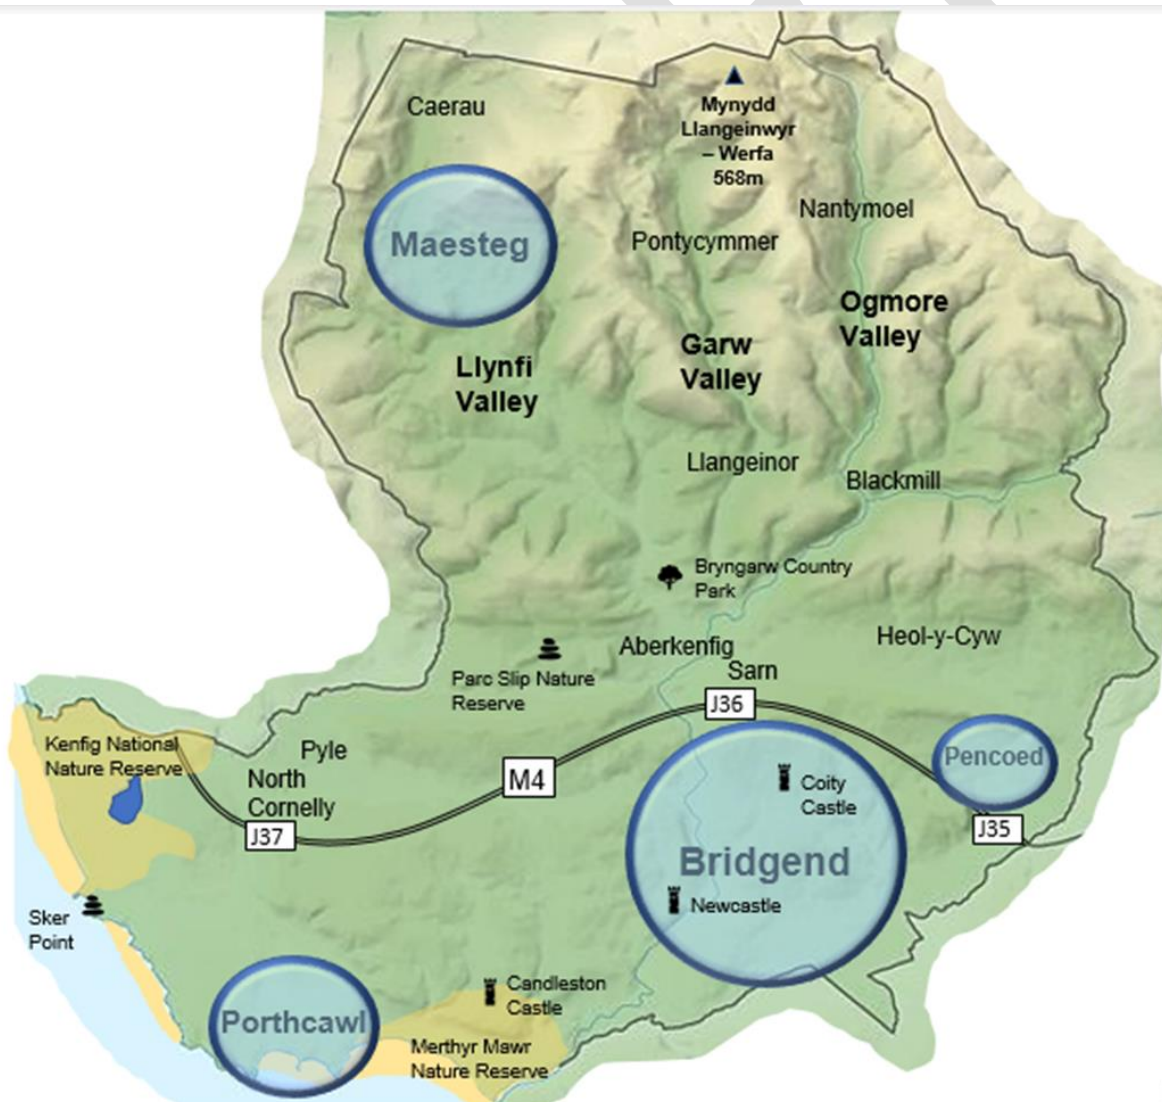 Caerau
Mynydd
Llangeinwyr
– Werfa
568m
Nantymoel
Maesteg
Pontycymmer
Ogmore
Valley
Garw
Valley
Llynfi
Valley
Llangeinor
Blackmill
Bryngarw Country
Park
Heol-y-Cyw
Aberkenfig
Sarn
Parc Slip Nature
Reserve
J36
Kenfig National
Nature Reserve
Pyle
North
Cornelly
M4
Pencoed
Coity
Castle
J37
J35
Bridgend
Newcastle
Sker
Point
Candleston
Castle
Porthcawl
Merthyr Mawr
Nature Reserve